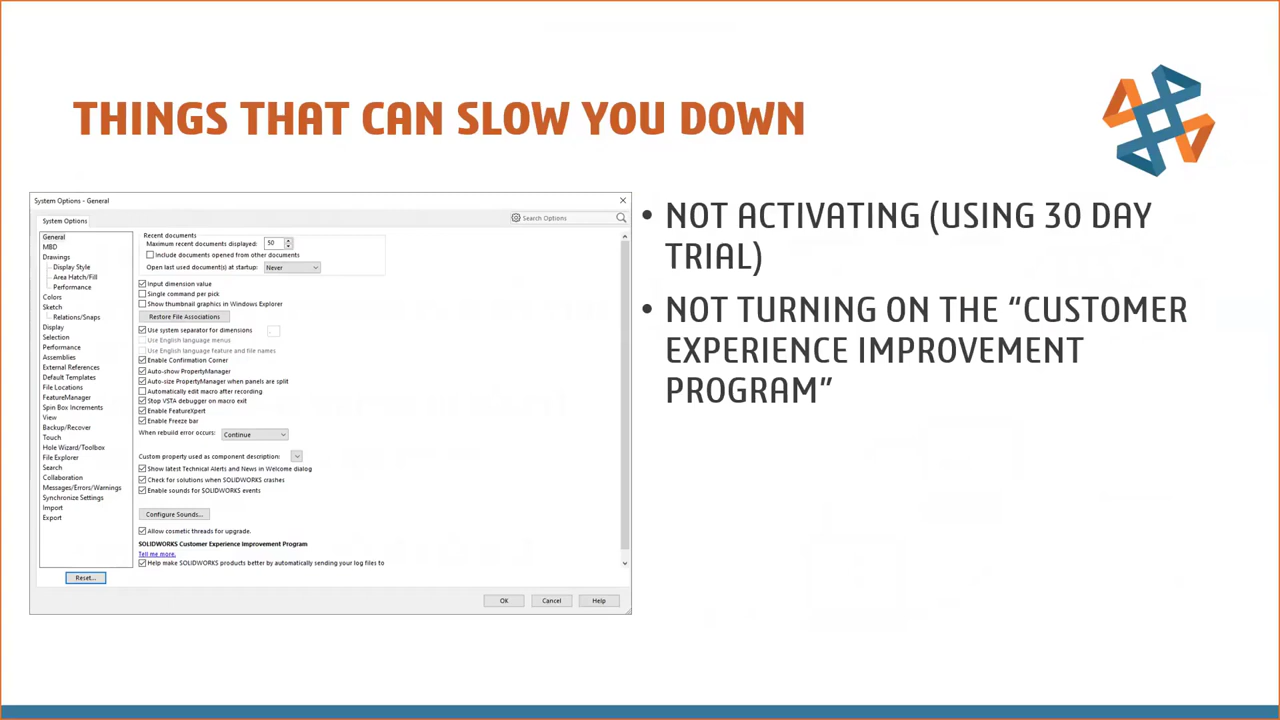 THINGS THAT CAN SLOW YOU DOWN
System Options - General
System Options
Search Options
General
MBD
Drawings
Display Style
Area Hatch/Fill
Performance
Colors
Sketch
Relations/Snaps
Display
Selection
Performance
Assemblies
External References
Default Templates
File Locations
FeatureManager
Spin Box Increments
View
Backup/Recover
Touch
Hole Wizard/Toolbox
File Explorer
Search
Collaboration
Messages/Errors/Warnings
Synchronize Settings
Import
Export
Reset...
Recent documents
Maximum recent documents displayed: 50
Include documents opened from other documents
Open last used document(s) at startup: Never
Input dimension value
Single command per pick
Show thumbnail graphics in Windows Explorer
Restore File Associations
Use system separator for dimensions
Use English language menus
Use English language feature and file names
Enable Confirmation Corner
Auto-show PropertyManager
Auto-size PropertyManager when panels are split
Automatically edit macro after recording
Stop VSTA debugger on macro exit
Enable FeatureXpert
Enable Freeze bar
When rebuild error occurs: Continue
Custom property used as component description:
Show latest Technical Alerts and News in Welcome dialog
Check for solutions when SOLIDWORKS crashes
Enable sounds for SOLIDWORKS events
Configure Sounds...
Allow cosmetic threads for upgrade.
SOLIDWORKS Customer Experience Improvement Program
Tell me more.
Help make SOLIDWORKS products better by automatically sending your log files to
OK Cancel Help
• NOT ACTIVATING (USING 30 DAY
TRIAL)
• NOT TURNING ON THE “CUSTOMER
EXPERIENCE IMPROVEMENT
PROGRAM”